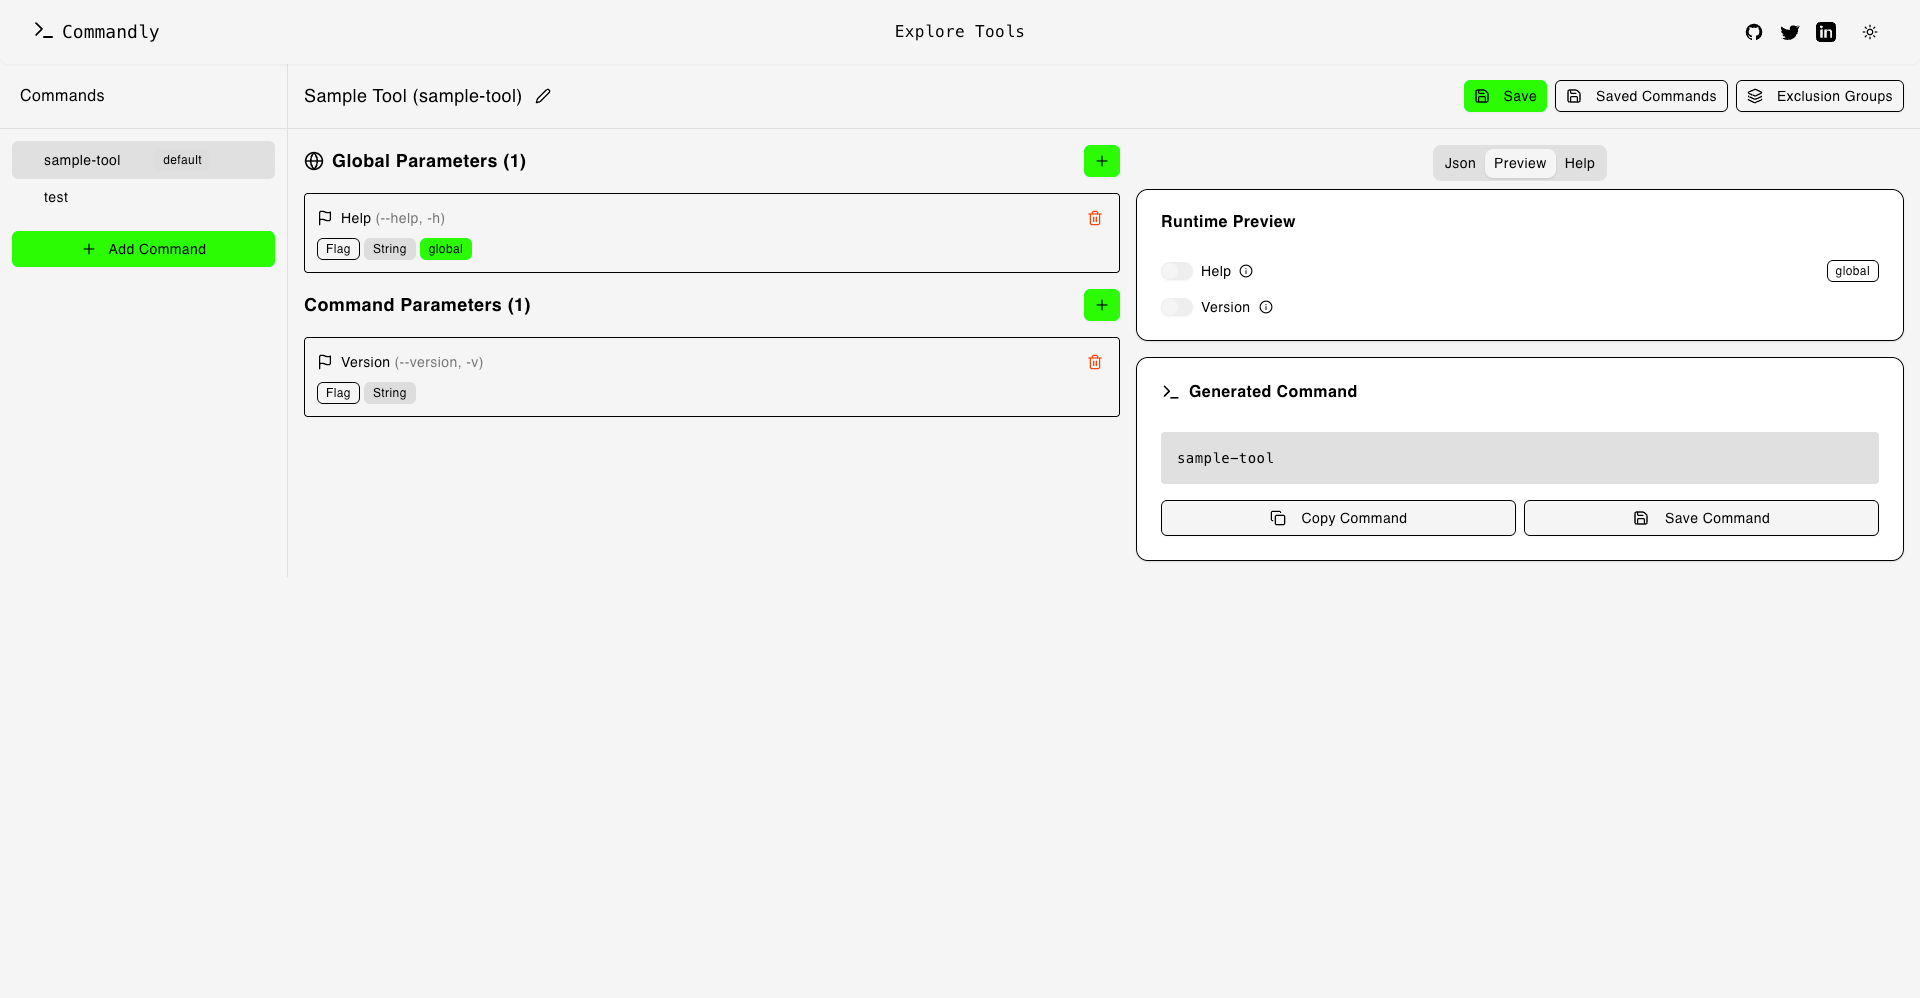 Commandly
Explore Tools
Commands
sample-tool default
test
Add Command
Sample Tool (sample-tool)
Save
Saved Commands
Exclusion Groups
Global Parameters (1)
Help (--help, -h)
Flag String global
Command Parameters (1)
Version (--version, -v)
Flag String
Json Preview Help
Runtime Preview
Help global
Version
Generated Command
sample-tool
Copy Command
Save Command